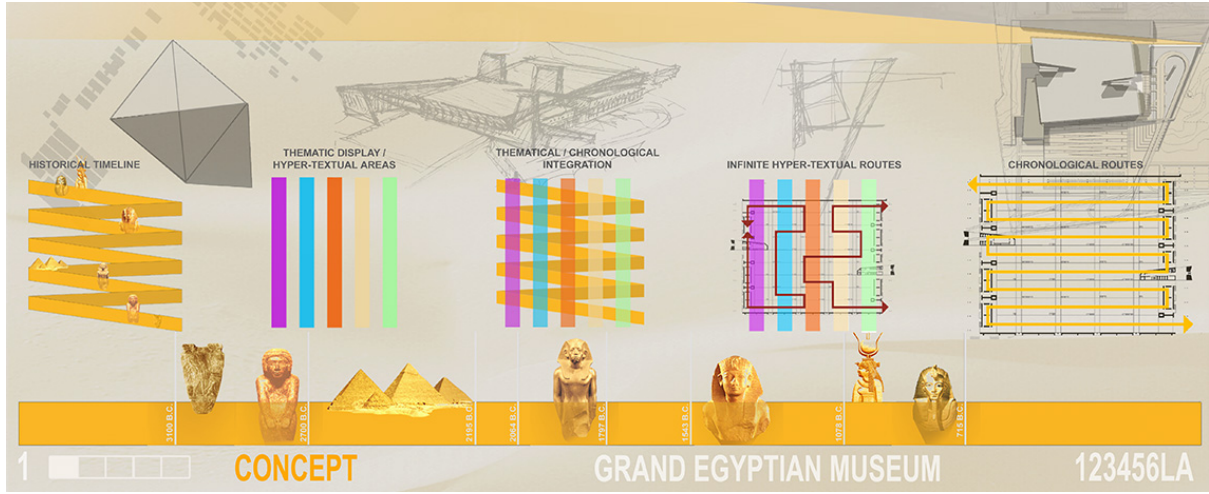 HISTORICAL TIMELINE
THEMATIC DISPLAY /
HYPER-TEXTUAL AREAS
THEMATICAL / CHRONOLOGICAL
INTEGRATION
INFINITE HYPER-TEXTUAL ROUTES
CHRONOLOGICAL ROUTES
3100 B.C.
2700 B.C.
2195 B.C.
2064 B.C.
1797 B.C.
1543 B.C.
1078 B.C.
715 B.C.
1
CONCEPT
GRAND EGYPTIAN MUSEUM
123456LA